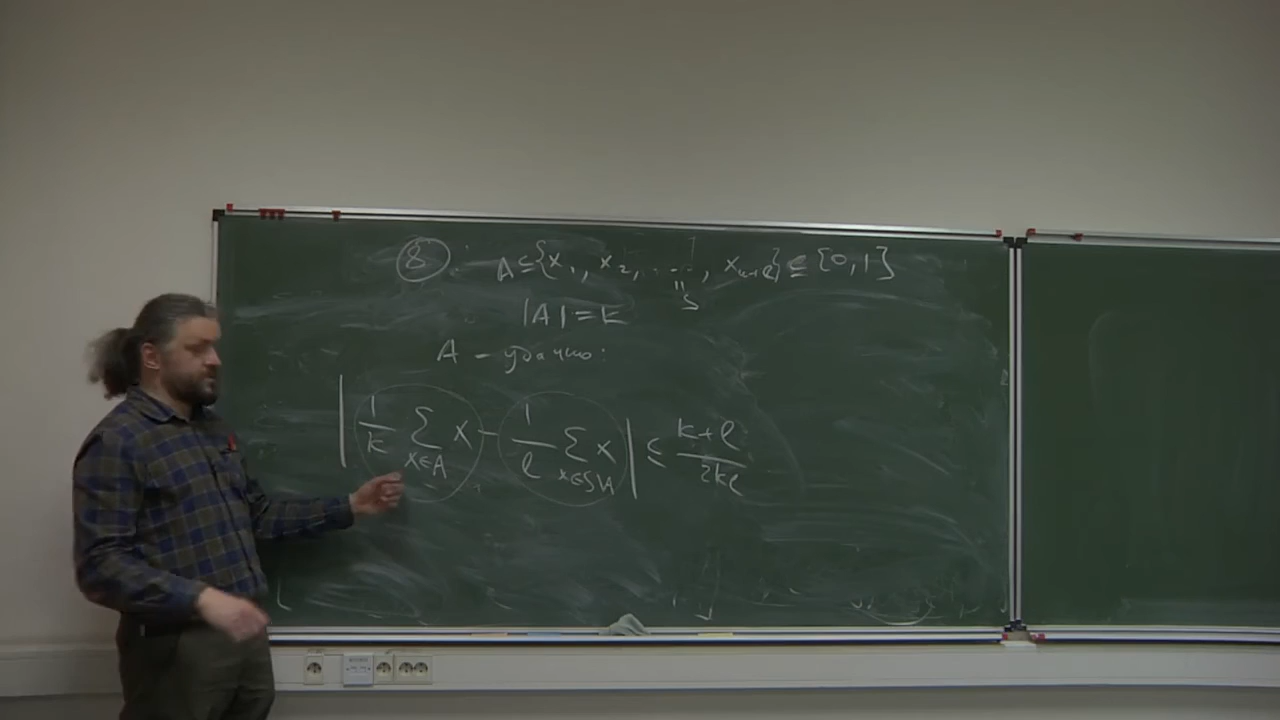 8 : A ⊆ {x₁, x₂, ..., x_{k+ℓ}} ⊆ [0,1]
"
S
|A| = k
A - удачно:
| 1/k ∑_{x∈A} x - 1/ℓ ∑_{x∈S\A} x | ≤ (k+ℓ)/(2kℓ)